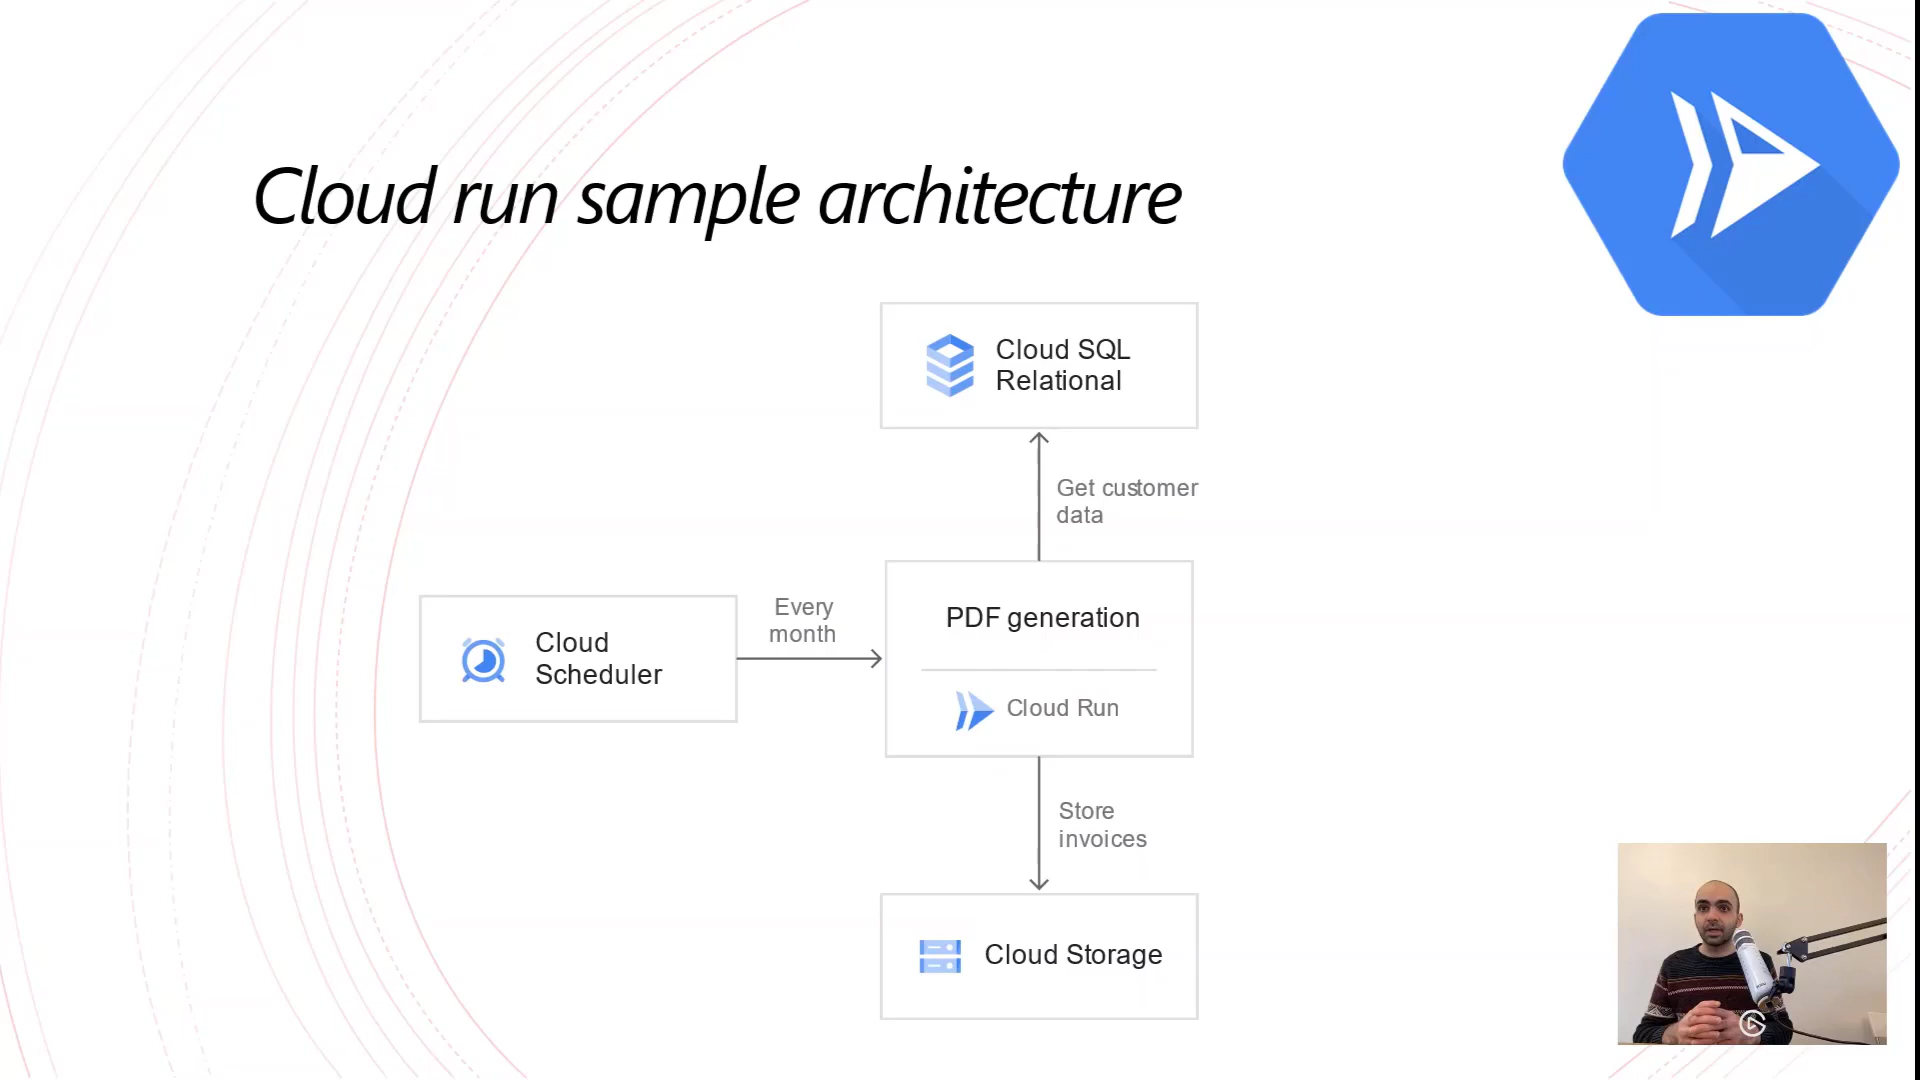 Cloud run sample architecture
Cloud SQL
Relational
Get customer
data
Every
month
PDF generation
Cloud
Scheduler
Cloud Run
Store
invoices
Cloud Storage